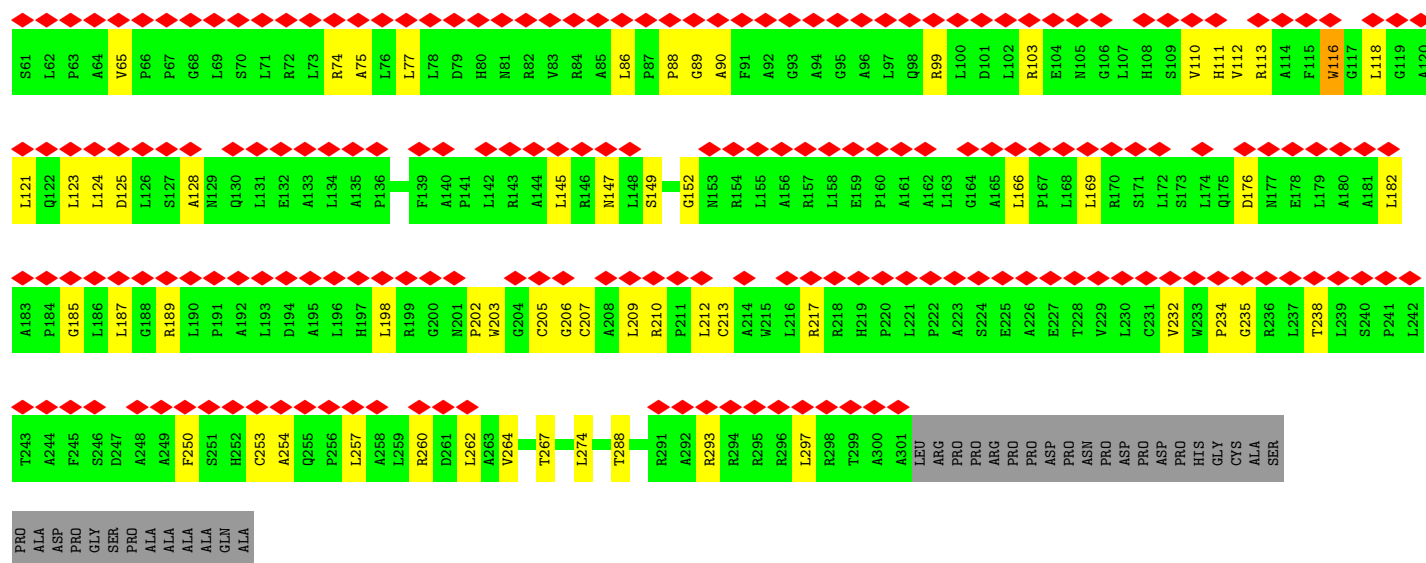 S61 L62 P63 A64 V65 P66 P67 G68 L69 S70 L71 R72 L73 R74 A75 L76 L77 L78 D79 H80 N81 R82 V83 R84 A85 L86 P87 P88 G89 A90 F91 A92 G93 A94 G95 A96 L97 Q98 R99 L100 D101 L102 R103 E104 N105 G106 L107 H108 S109 V110 H111 V112 R113 A114 F115 W116 G117 L118 G119 A120
L121 Q122 L123 L124 D125 L126 S127 A128 N129 Q130 L131 E132 A133 L134 A135 P136 F139 A140 P141 L142 R143 A144 L145 R146 N147 L148 S149 G152 N153 R154 L155 A156 R157 L158 E159 P160 A161 A162 L163 G164 A165 L166 P167 L168 L169 R170 S171 L172 S173 L174 Q175 D176 N177 E178 L179 A180 A181 L182
A183 P184 G185 L186 L187 G188 R189 L190 P191 A192 L193 D194 A195 L196 H197 L198 R199 G200 N201 P202 W203 G204 C205 G206 C207 A208 L209 R210 P211 L212 C213 A214 W215 L216 R217 R218 H219 P220 L221 P222 A223 S224 E225 A226 E227 T228 V229 L230 C231 V232 W233 P234 G235 R236 L237 T238 L239 S240 P241 L242
T243 A244 F245 S246 D247 A248 A249 F250 S251 H252 C253 A254 Q255 P256 L257 A258 L259 R260 D261 L262 A263 V264 T267 L274 T288 R291 A292 R293 R294 R295 R296 L297 R298 T299 A300 A301 LEU ARG PRO PRO ARG PRO PRO ASP PRO ASN PRO ASP PRO ASP PRO HIS GLY CYS ALA SER
PRO ALA ASP PRO GLY SER PRO ALA ALA ALA ALA GLN ALA